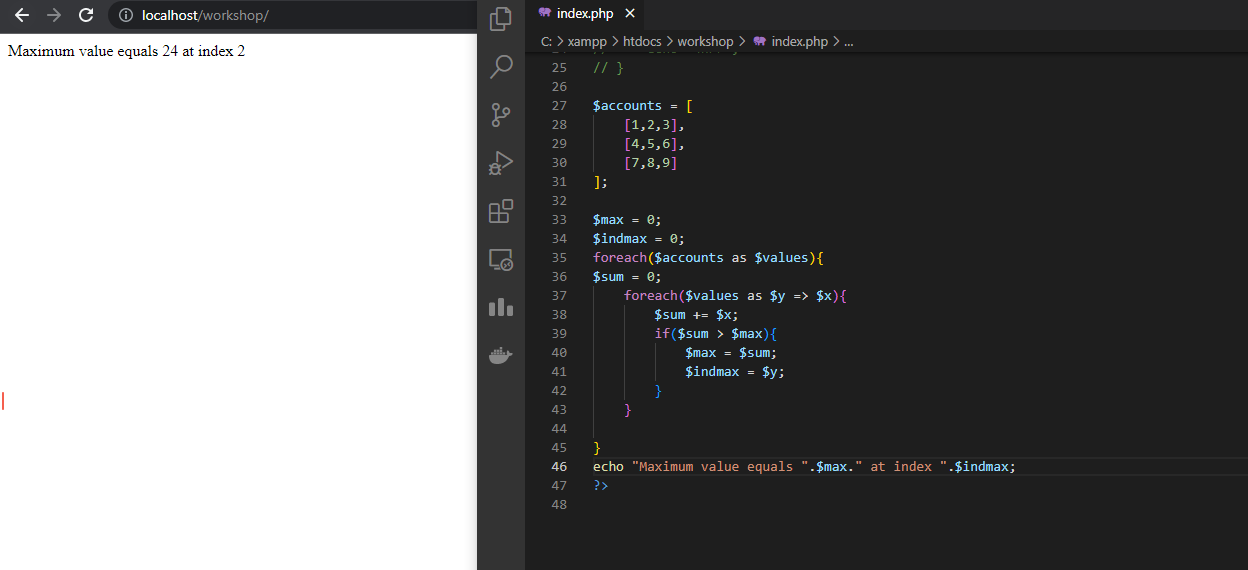 localhost/workshop/
Maximum value equals 24 at index 2
index.php
C: > xampp > htdocs > workshop > index.php > ...
25 // }
26
27 $accounts = [
28 [1,2,3],
29 [4,5,6],
30 [7,8,9]
31 ];
32
33 $max = 0;
34 $indmax = 0;
35 foreach($accounts as $values){
36 $sum = 0;
37 foreach($values as $y => $x){
38 $sum += $x;
39 if($sum > $max){
40 $max = $sum;
41 $indmax = $y;
42 }
43 }
44
45 }
46 echo "Maximum value equals ".$max." at index ".$indmax;
47 ?>
48